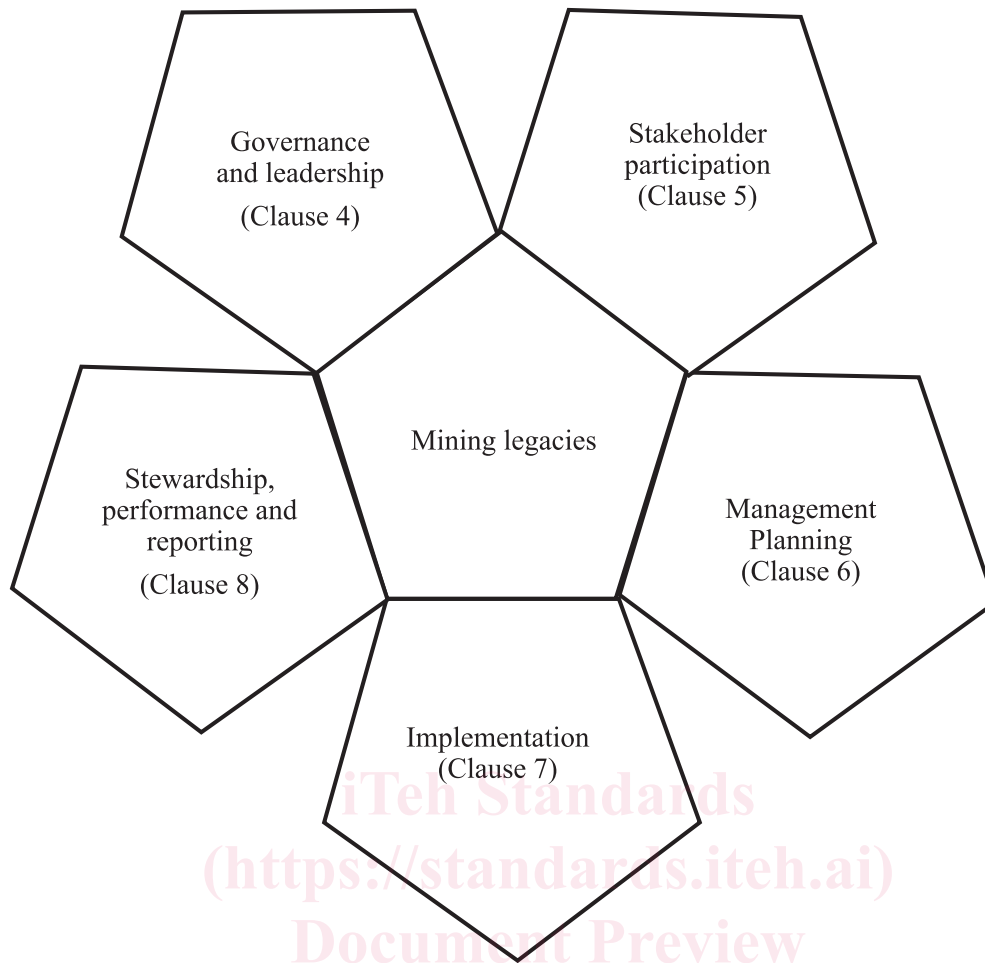 Governance
and leadership
(Clause 4)
Stakeholder
participation
(Clause 5)
Mining legacies
Stewardship,
performance and
reporting
(Clause 8)
Management
Planning
(Clause 6)
Implementation
(Clause 7)
iTeh Standards
(https://standards.iteh.ai)
Document Preview